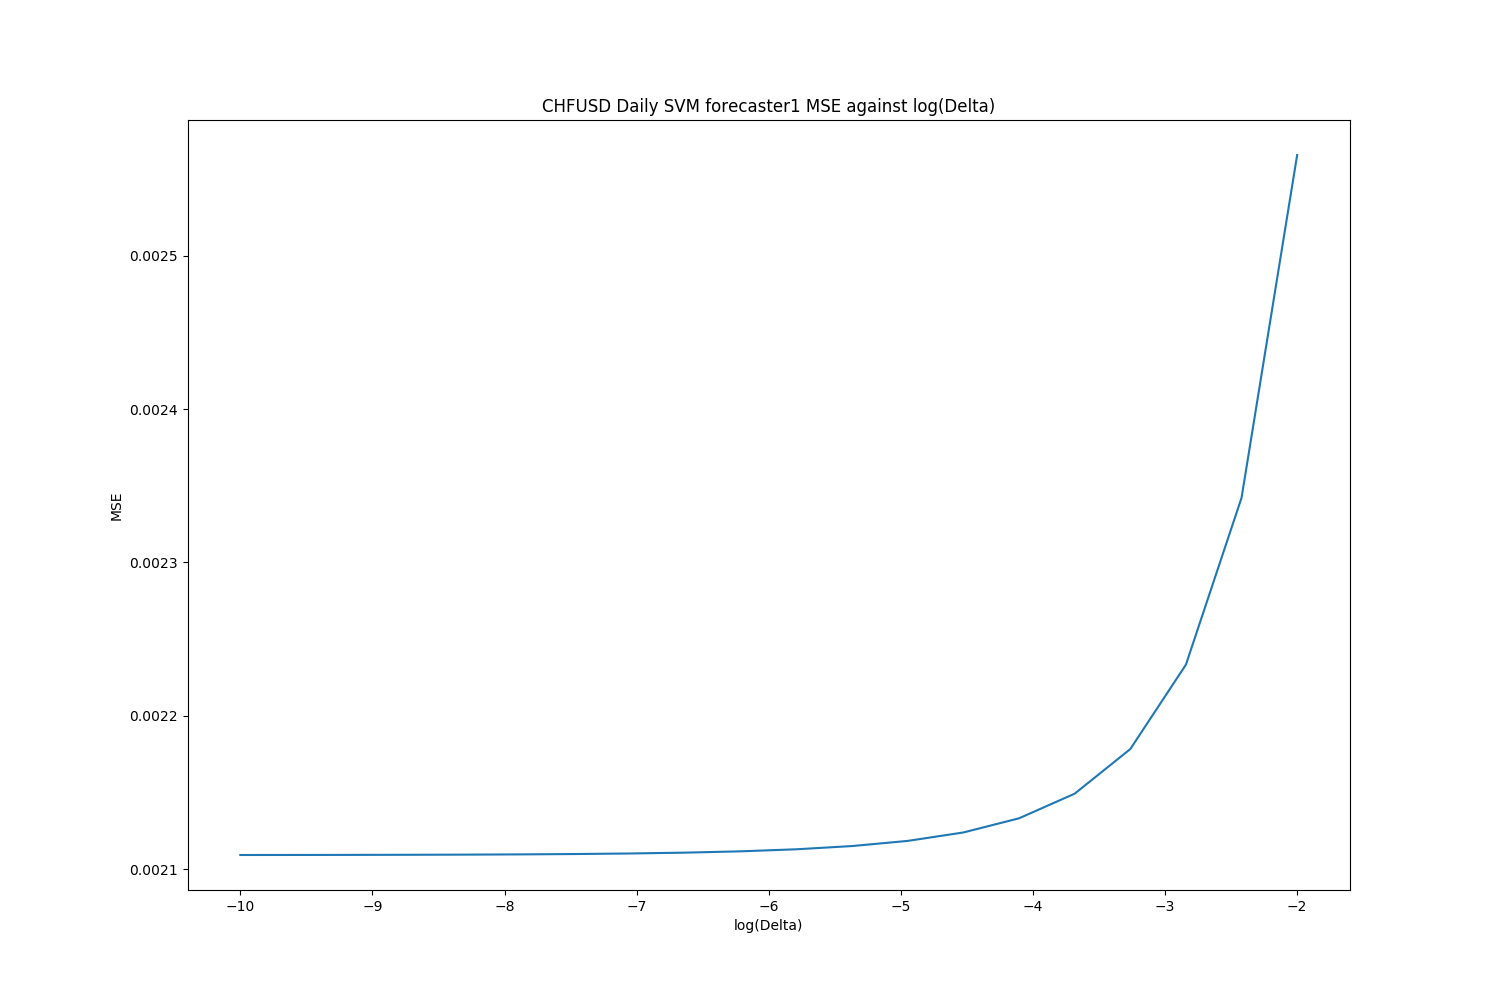 CHFUSD Daily SVM forecaster1 MSE against log(Delta)
0.0025
0.0024
MSE
0.0023
0.0022
0.0021
−10 −9 −8 −7 −6 −5 −4 −3 −2
log(Delta)